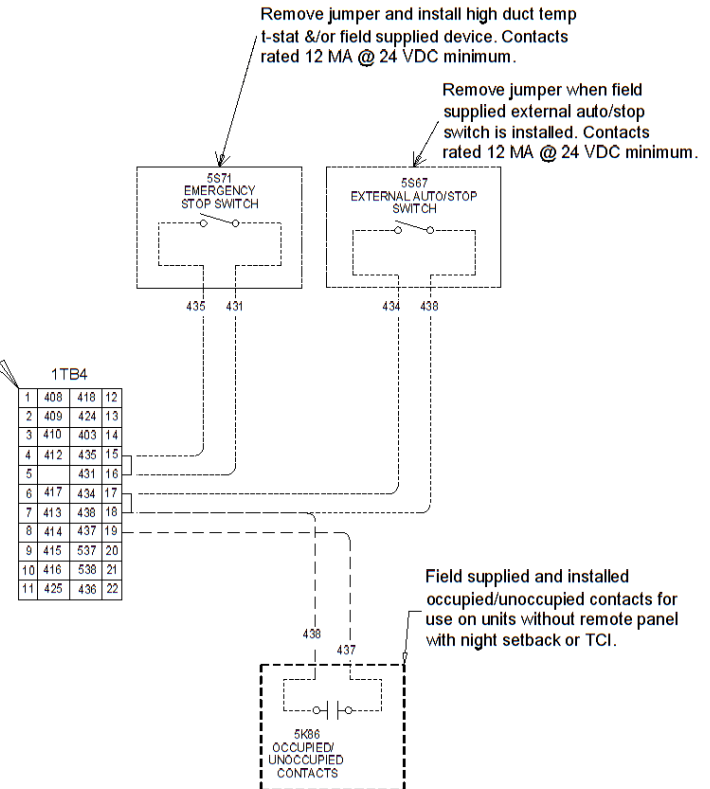 Remove jumper and install high duct temp
t-stat &/or field supplied device. Contacts
rated 12 MA @ 24 VDC minimum.
Remove jumper when field
supplied external auto/stop
switch is installed. Contacts
rated 12 MA @ 24 VDC minimum.
5S71
EMERGENCY
STOP SWITCH
5S67
EXTERNAL AUTO/STOP
SWITCH
435 431
434 438
1TB4
1 408 418 12
2 409 424 13
3 410 403 14
4 412 435 15
5 431 16
6 417 434 17
7 413 438 18
8 414 437 19
9 415 537 20
10 416 538 21
11 425 436 22
Field supplied and installed
occupied/unoccupied contacts for
use on units without remote panel
with night setback or TCI.
438
437
5K86
OCCUPIED/
UNOCCUPIED
CONTACTS